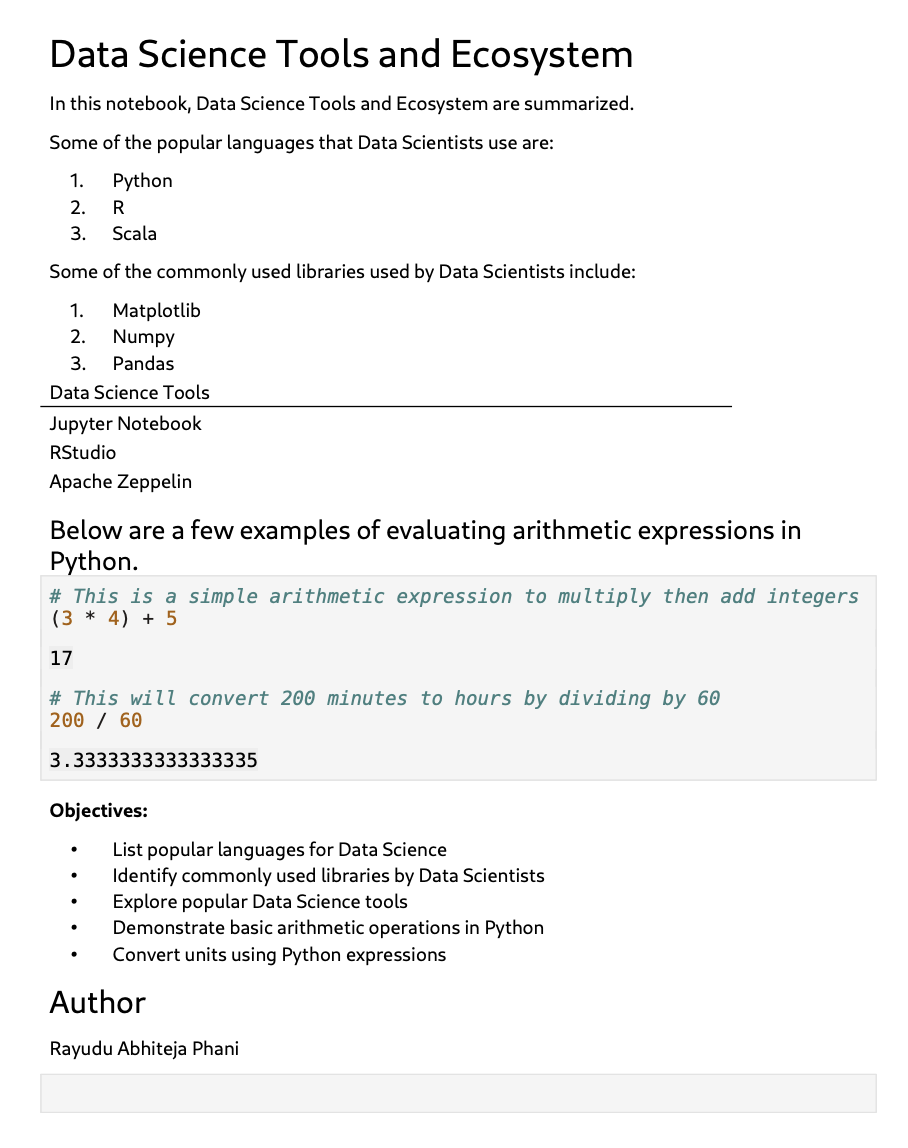 Data Science Tools and Ecosystem
In this notebook, Data Science Tools and Ecosystem are summarized.
Some of the popular languages that Data Scientists use are:
1. Python
2. R
3. Scala
Some of the commonly used libraries used by Data Scientists include:
1. Matplotlib
2. Numpy
3. Pandas
Data Science Tools
Jupyter Notebook
RStudio
Apache Zeppelin
Below are a few examples of evaluating arithmetic expressions in
Python.
# This is a simple arithmetic expression to multiply then add integers
(3 * 4) + 5
17
# This will convert 200 minutes to hours by dividing by 60
200 / 60
3.3333333333333335
Objectives:
• List popular languages for Data Science
• Identify commonly used libraries by Data Scientists
• Explore popular Data Science tools
• Demonstrate basic arithmetic operations in Python
• Convert units using Python expressions
Author
Rayudu Abhiteja Phani